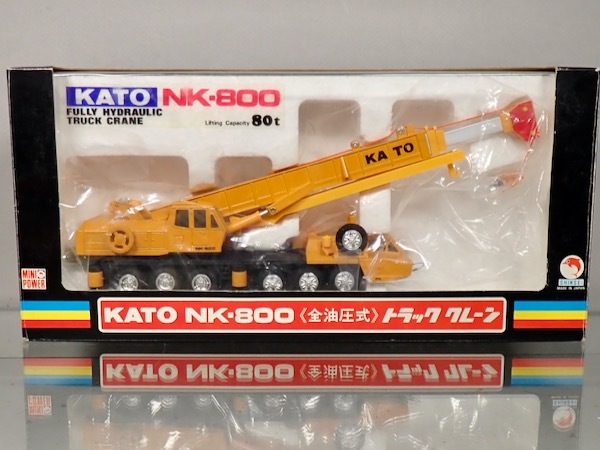 KATO NK-800
FULLY HYDRAULIC
TRUCK CRANE
Lifting Capacity 80t
KATO
MINI
POWER
SHINSEI
MADE IN JAPAN
KATO NK-800《全油圧式》トラッククレーン